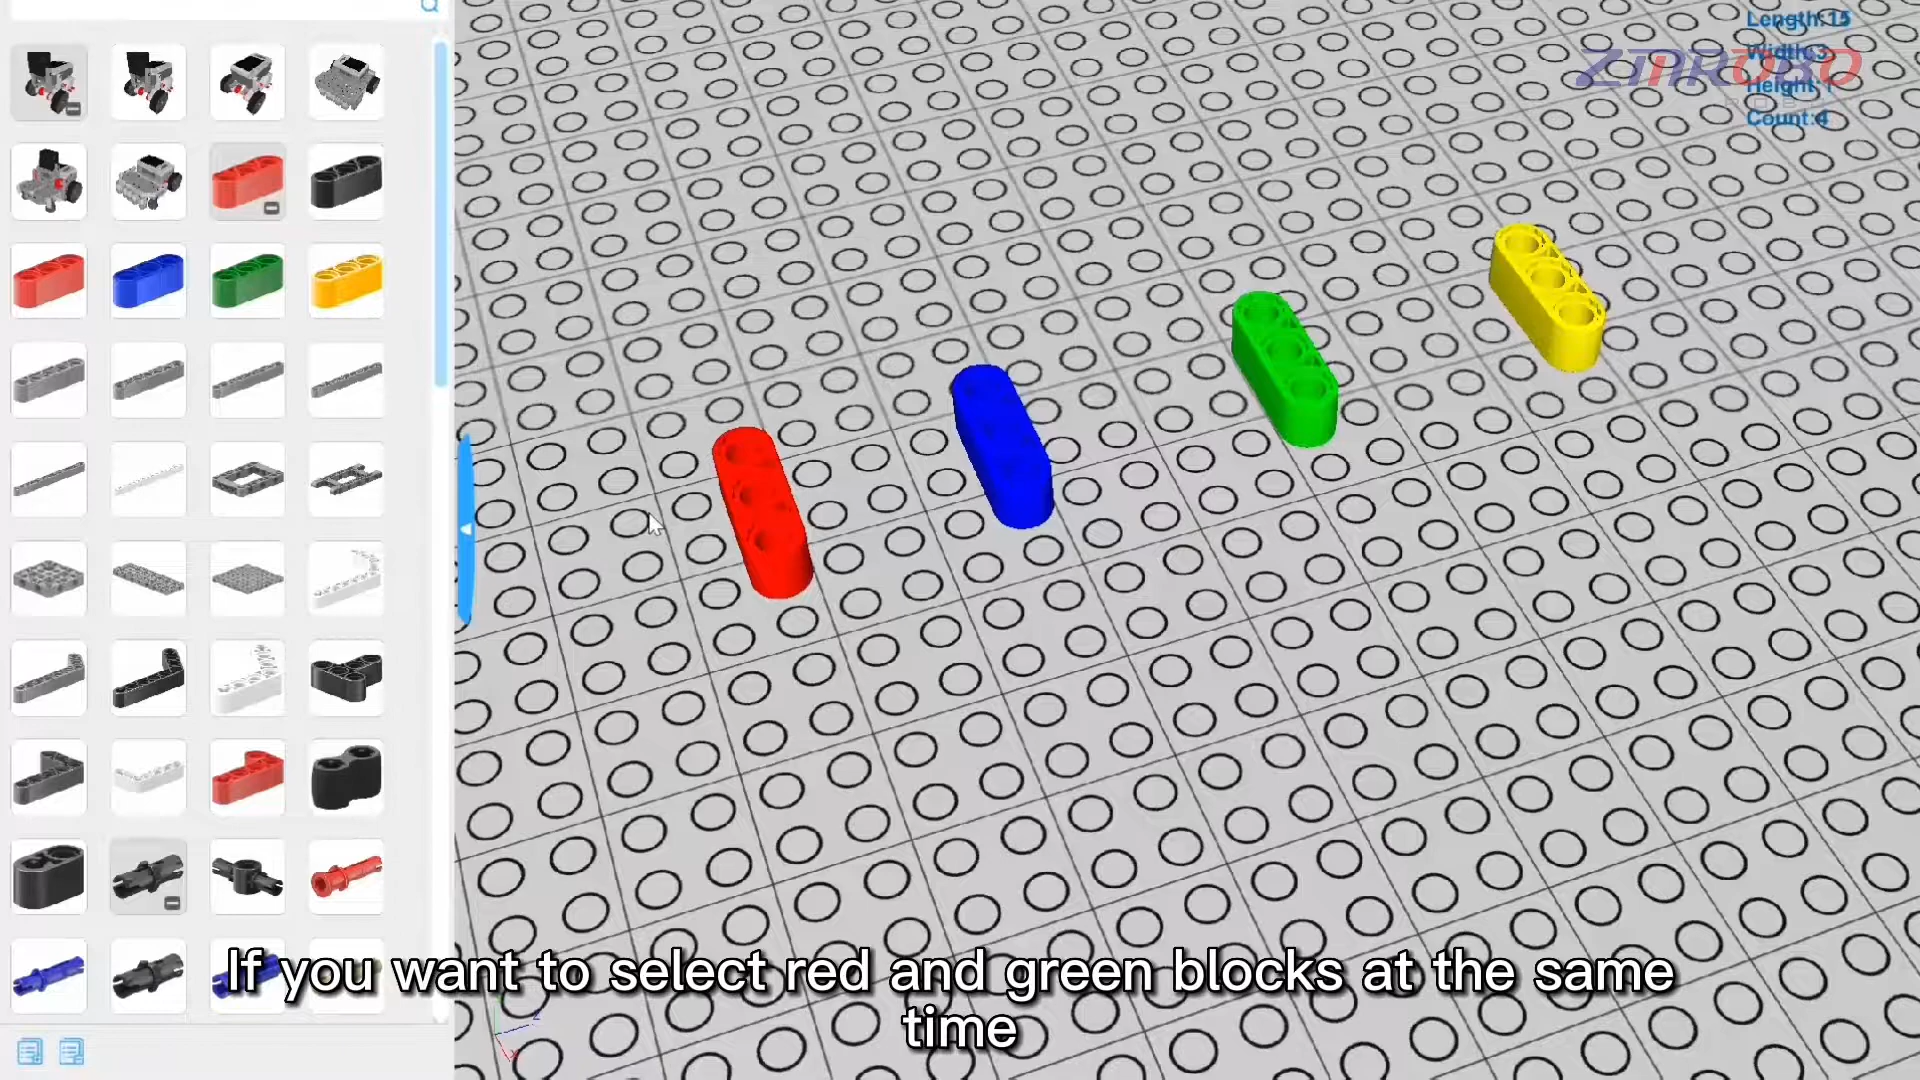 Length:15
Width:3
ZMROBO
Height:1
Count:4
If you want to select red and green blocks at the same
time